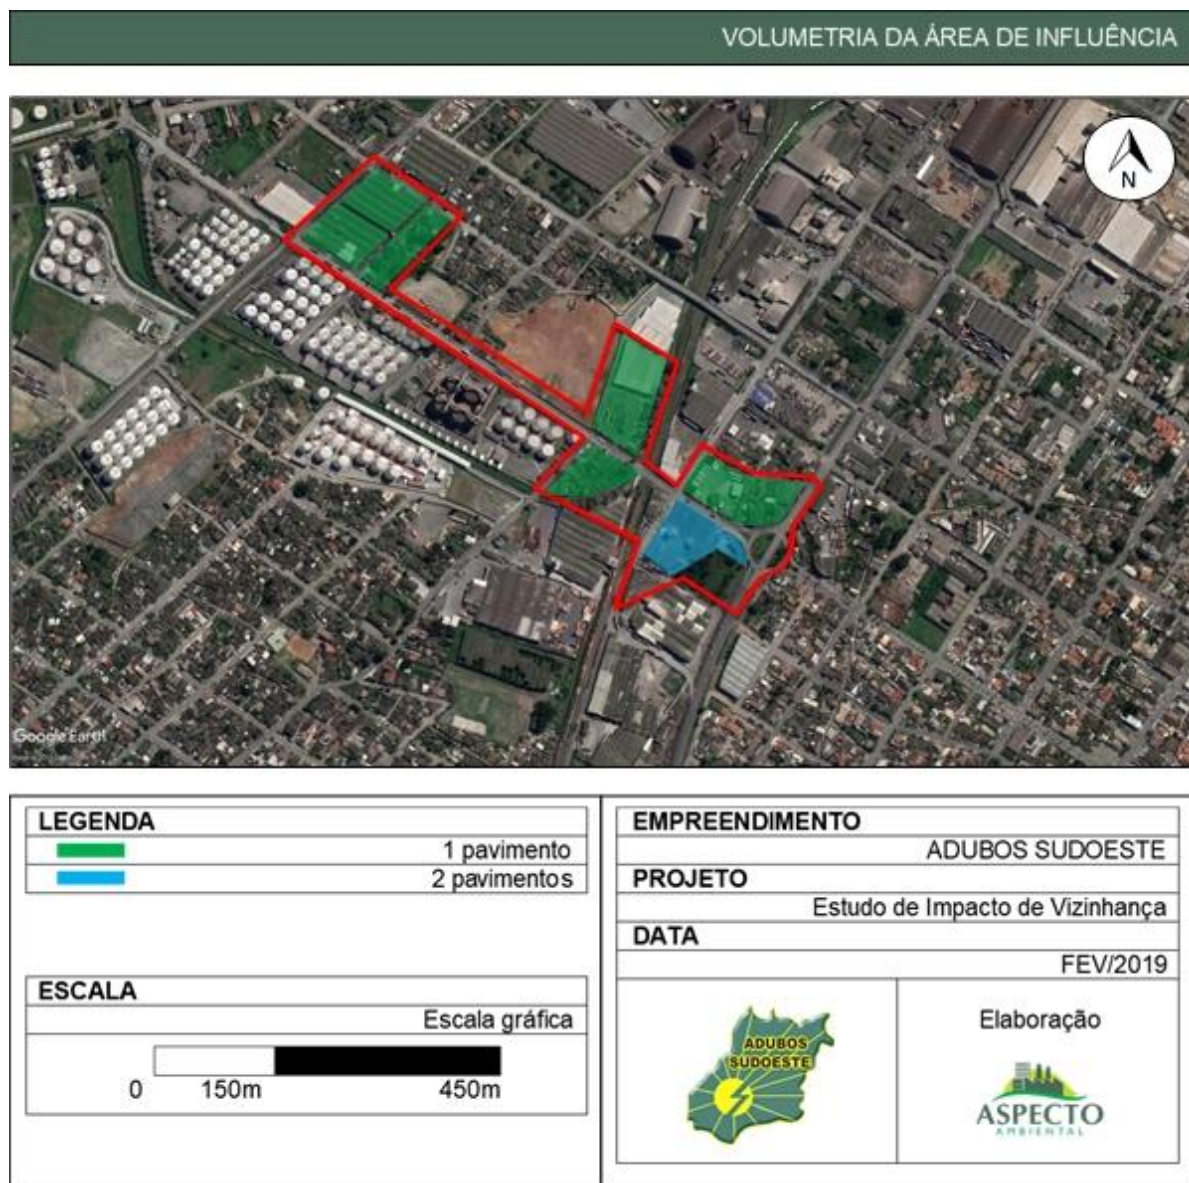 VOLUMETRIA DA ÁREA DE INFLUÊNCIA
N
Google Earth
LEGENDA
1 pavimento
2 pavimentos
ESCALA
Escala gráfica
0 150m 450m
EMPREENDIMENTO
ADUBOS SUDOESTE
PROJETO
Estudo de Impacto de Vizinhança
DATA
FEV/2019
ADUBOS
SUDOESTE
Elaboração
ASPECTO
AMBIENTAL